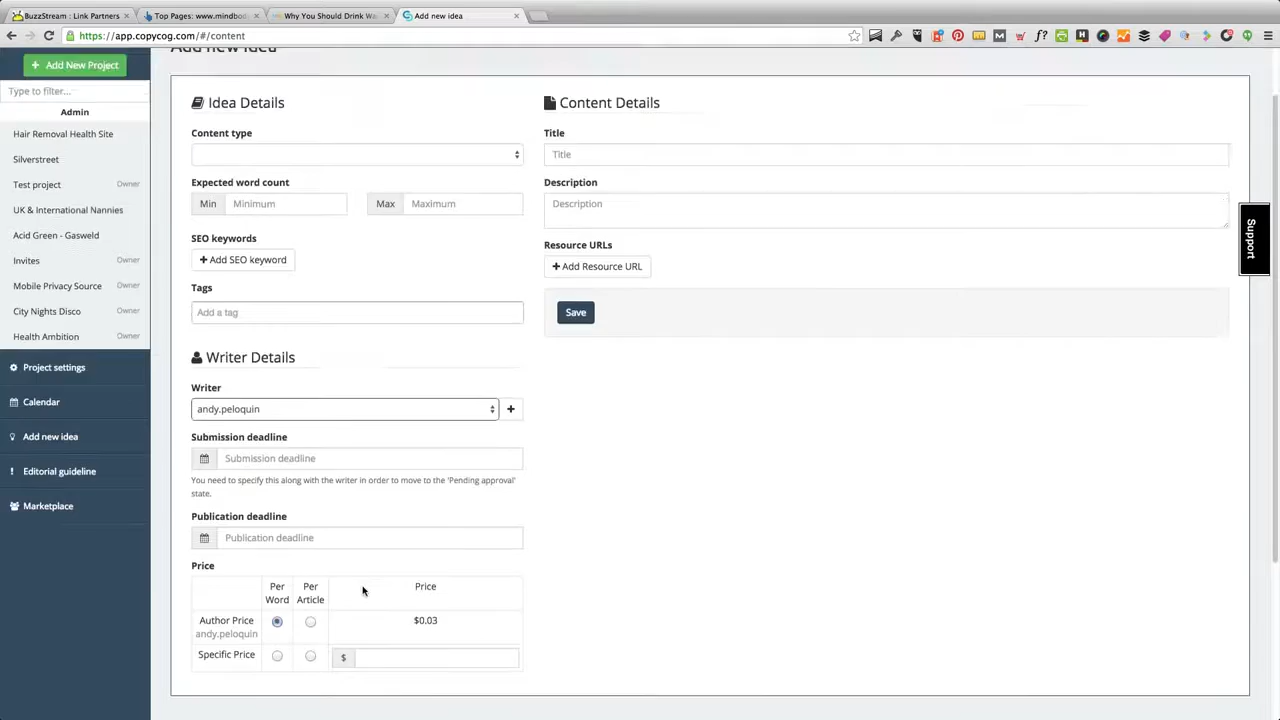 BuzzStream : Link Partners
Top Pages: www.mindbod
Why You Should Drink Wa
Add new idea
https://app.copycog.com/#/content
Add new idea
Add New Project
Type to filter...
Admin
Hair Removal Health Site
Silverstreet
Test project Owner
UK & International Nannies
Acid Green - Gasweld
Invites Owner
Mobile Privacy Source Owner
City Nights Disco Owner
Health Ambition Owner
Project settings
Calendar
Add new idea
Editorial guideline
Marketplace
Idea Details
Content type
Expected word count
Min Minimum Max Maximum
SEO keywords
+ Add SEO keyword
Tags
Add a tag
Writer Details
Writer
andy.peloquin +
Submission deadline
Submission deadline
You need to specify this along with the writer in order to move to the 'Pending approval'
state.
Publication deadline
Publication deadline
Price
Per Word Per Article Price
Author Price $0.03
andy.peloquin
Specific Price $
Content Details
Title
Title
Description
Description
Resource URLs
+ Add Resource URL
Save
Support